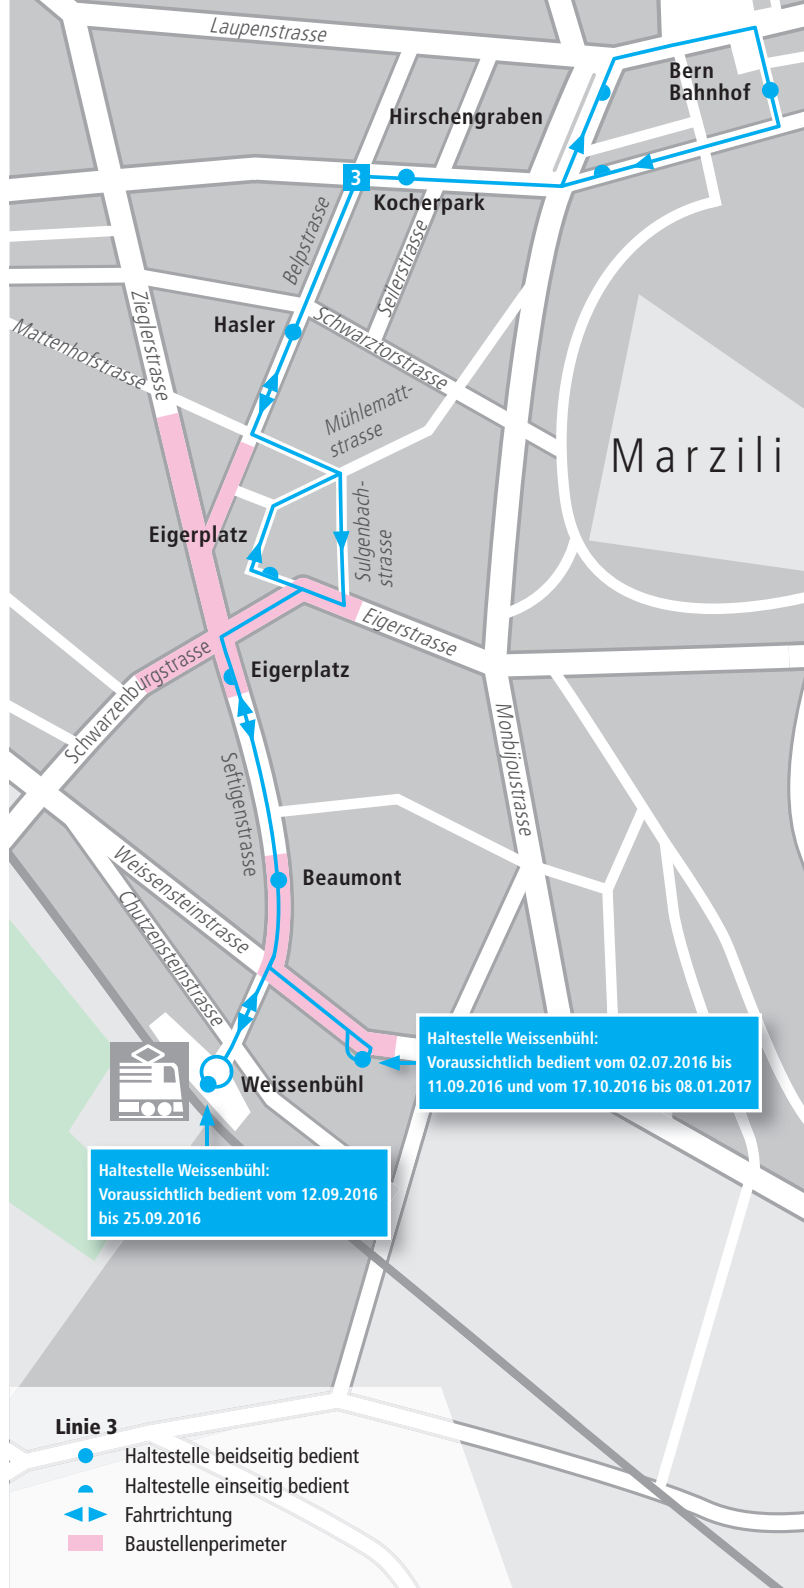 Laupenstrasse
Bern
Bahnhof
Hirschengraben
3
Kocherpark
Belpstrasse
Seilerstrasse
Zieglerstrasse
Hasler
Schwarztorstrasse
Mattenhofstrasse
Mühlematt-
strasse
Marzili
Sulgenbach-
strasse
Eigerplatz
Eigerstrasse
Schwarzenburgstrasse
Eigerplatz
Monbijoustrasse
Seftigenstrasse
Weissensteinstrasse
Beaumont
Chutzensteinstrasse
Haltestelle Weissenbühl:
Voraussichtlich bedient vom 02.07.2016 bis
11.09.2016 und vom 17.10.2016 bis 08.01.2017
Weissenbühl
Haltestelle Weissenbühl:
Voraussichtlich bedient vom 12.09.2016
bis 25.09.2016
Linie 3
Haltestelle beidseitig bedient
Haltestelle einseitig bedient
Fahrtrichtung
Baustellenperimeter